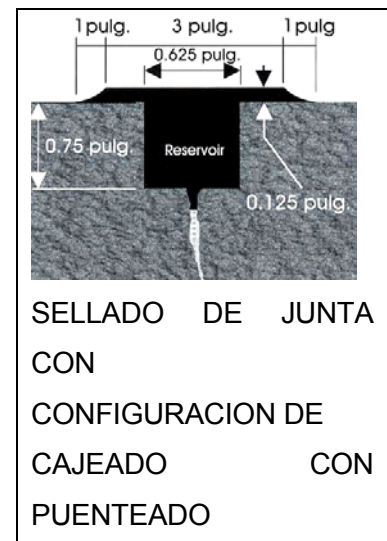 1 pulg. 3 pulg. 1 pulg
0.625 pulg.
0.75 pulg.
Reservoir
0.125 pulg.
SELLADO DE JUNTA
CON
CONFIGURACION DE
CAJEADO CON
PUENTEADO